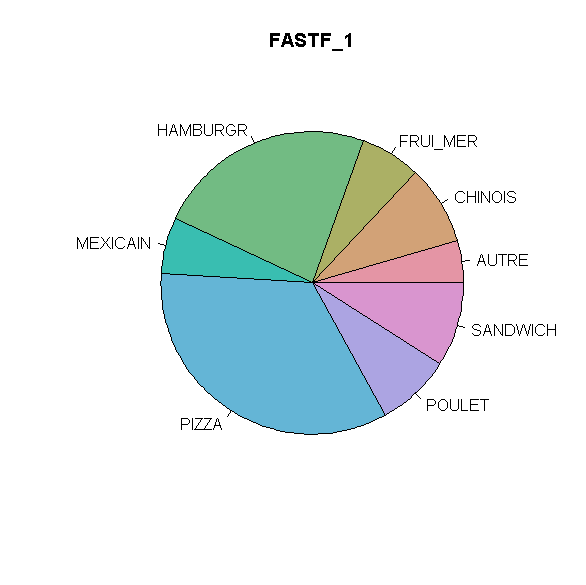 FASTF_1
HAMBURGR
FRUI_MER
CHINOIS
MEXICAIN
AUTRE
SANDWICH
POULET
PIZZA